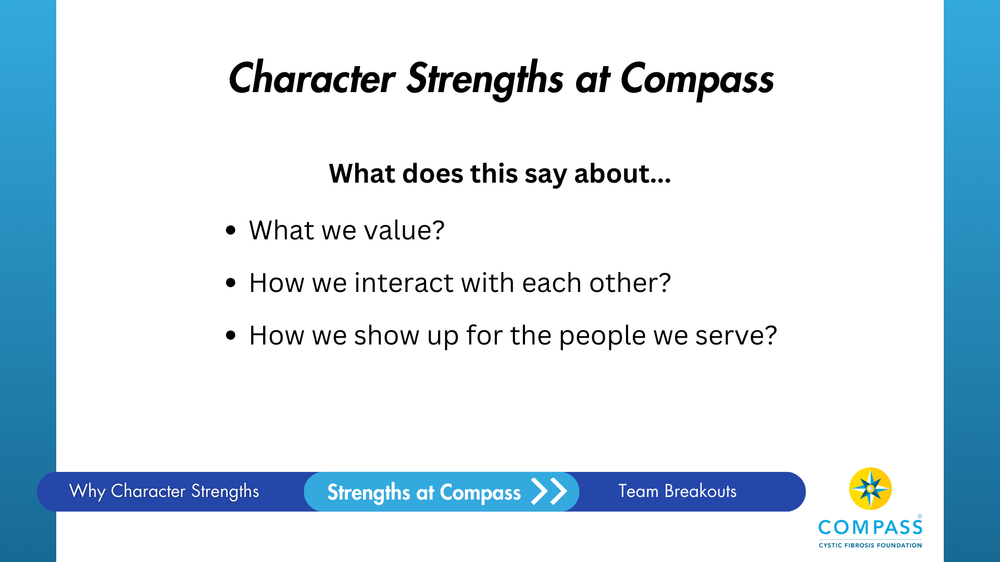 Character Strengths at Compass
What does this say about...
• What we value?
• How we interact with each other?
• How we show up for the people we serve?
Why Character Strengths
Strengths at Compass
Team Breakouts
COMPASS®
CYSTIC FIBROSIS FOUNDATION